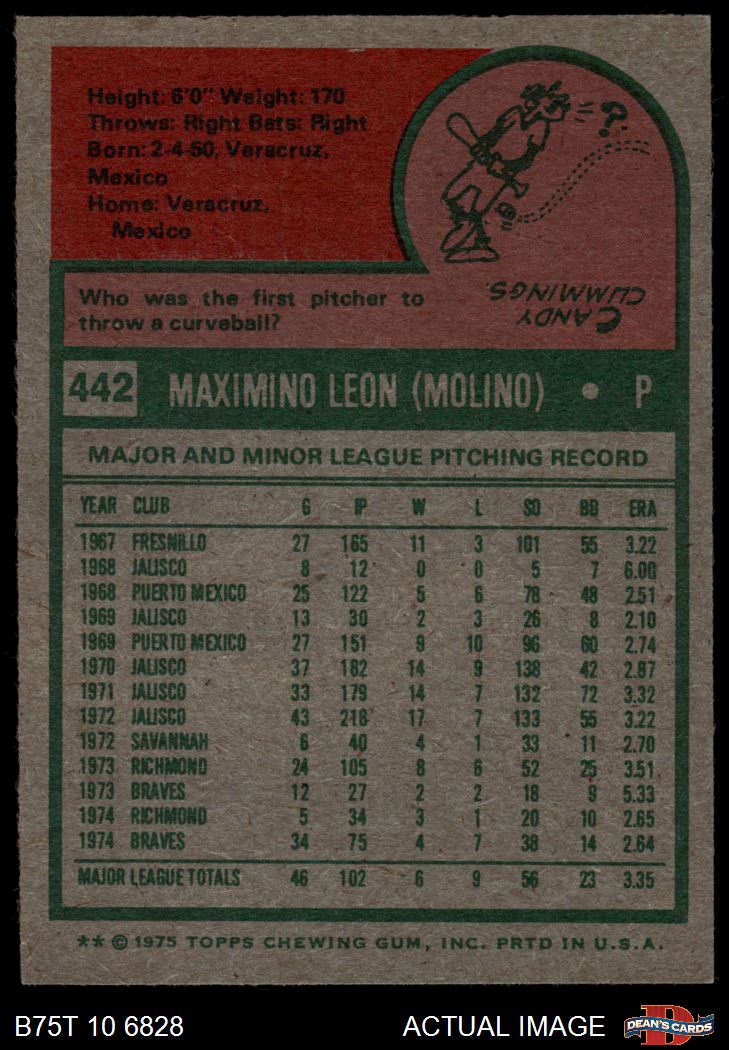 Height: 6'0" Weight: 170
Throws: Right Bats: Right
Born: 2-4-50, Veracruz,
Mexico
Home: Veracruz,
Mexico
Who was the first pitcher to
throw a curveball?
?
CANDY
CUMMINGS.
442 MAXIMINO LEON (MOLINO) • P
MAJOR AND MINOR LEAGUE PITCHING RECORD
YEAR CLUB G IP W L SO BB ERA
1967 FRESNILLO 27 165 11 3 101 55 3.22
1968 JALISCO 8 12 0 0 5 7 6.00
1968 PUERTO MEXICO 25 122 5 6 78 48 2.51
1969 JALISCO 13 30 2 3 26 8 2.10
1969 PUERTO MEXICO 27 151 9 10 96 60 2.74
1970 JALISCO 37 182 14 9 138 42 2.87
1971 JALISCO 33 179 14 7 132 72 3.32
1972 JALISCO 43 218 17 7 133 55 3.22
1972 SAVANNAH 6 40 4 1 33 11 2.70
1973 RICHMOND 24 105 8 6 52 25 3.51
1973 BRAVES 12 27 2 2 18 9 5.33
1974 RICHMOND 5 34 3 1 20 10 2.65
1974 BRAVES 34 75 4 7 38 14 2.64
MAJOR LEAGUE TOTALS 46 102 6 9 56 23 3.35
** © 1975 TOPPS CHEWING GUM, INC. PRTD IN U.S.A.
B75T 10 6828 ACTUAL IMAGE
DEAN'S CARDS